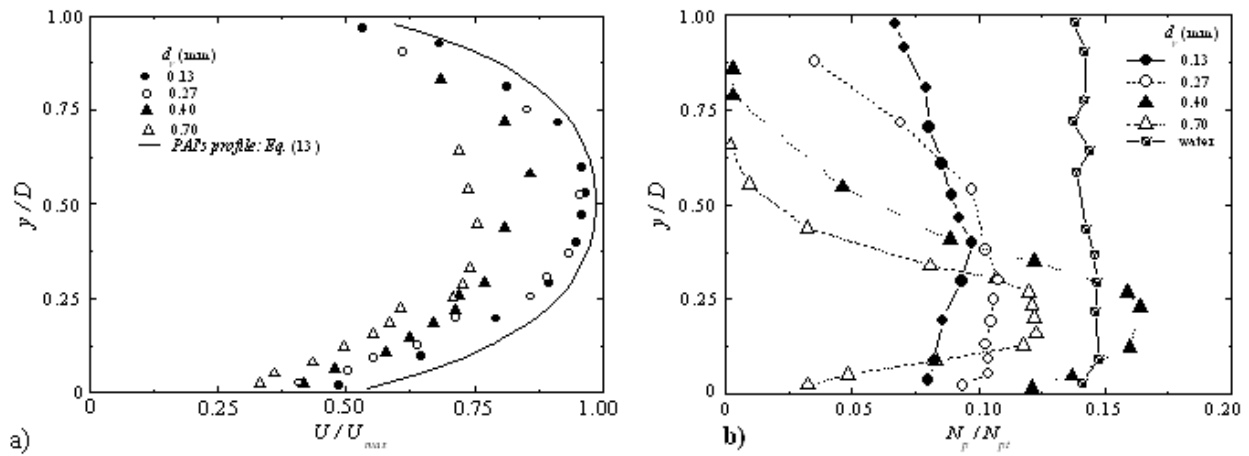 1.00
0.75
0.50
0.25
0
y / D
d_p (mm)
0.13
0.27
0.40
0.70
PAI's profile: Eq. (13)
0 0.25 0.50 0.75 1.00
U / U_max
a)
1.00
0.75
0.50
0.25
0
y / D
d_p (mm)
0.13
0.27
0.40
0.70
water
0 0.05 0.10 0.15 0.20
N_p / N_pt
b)